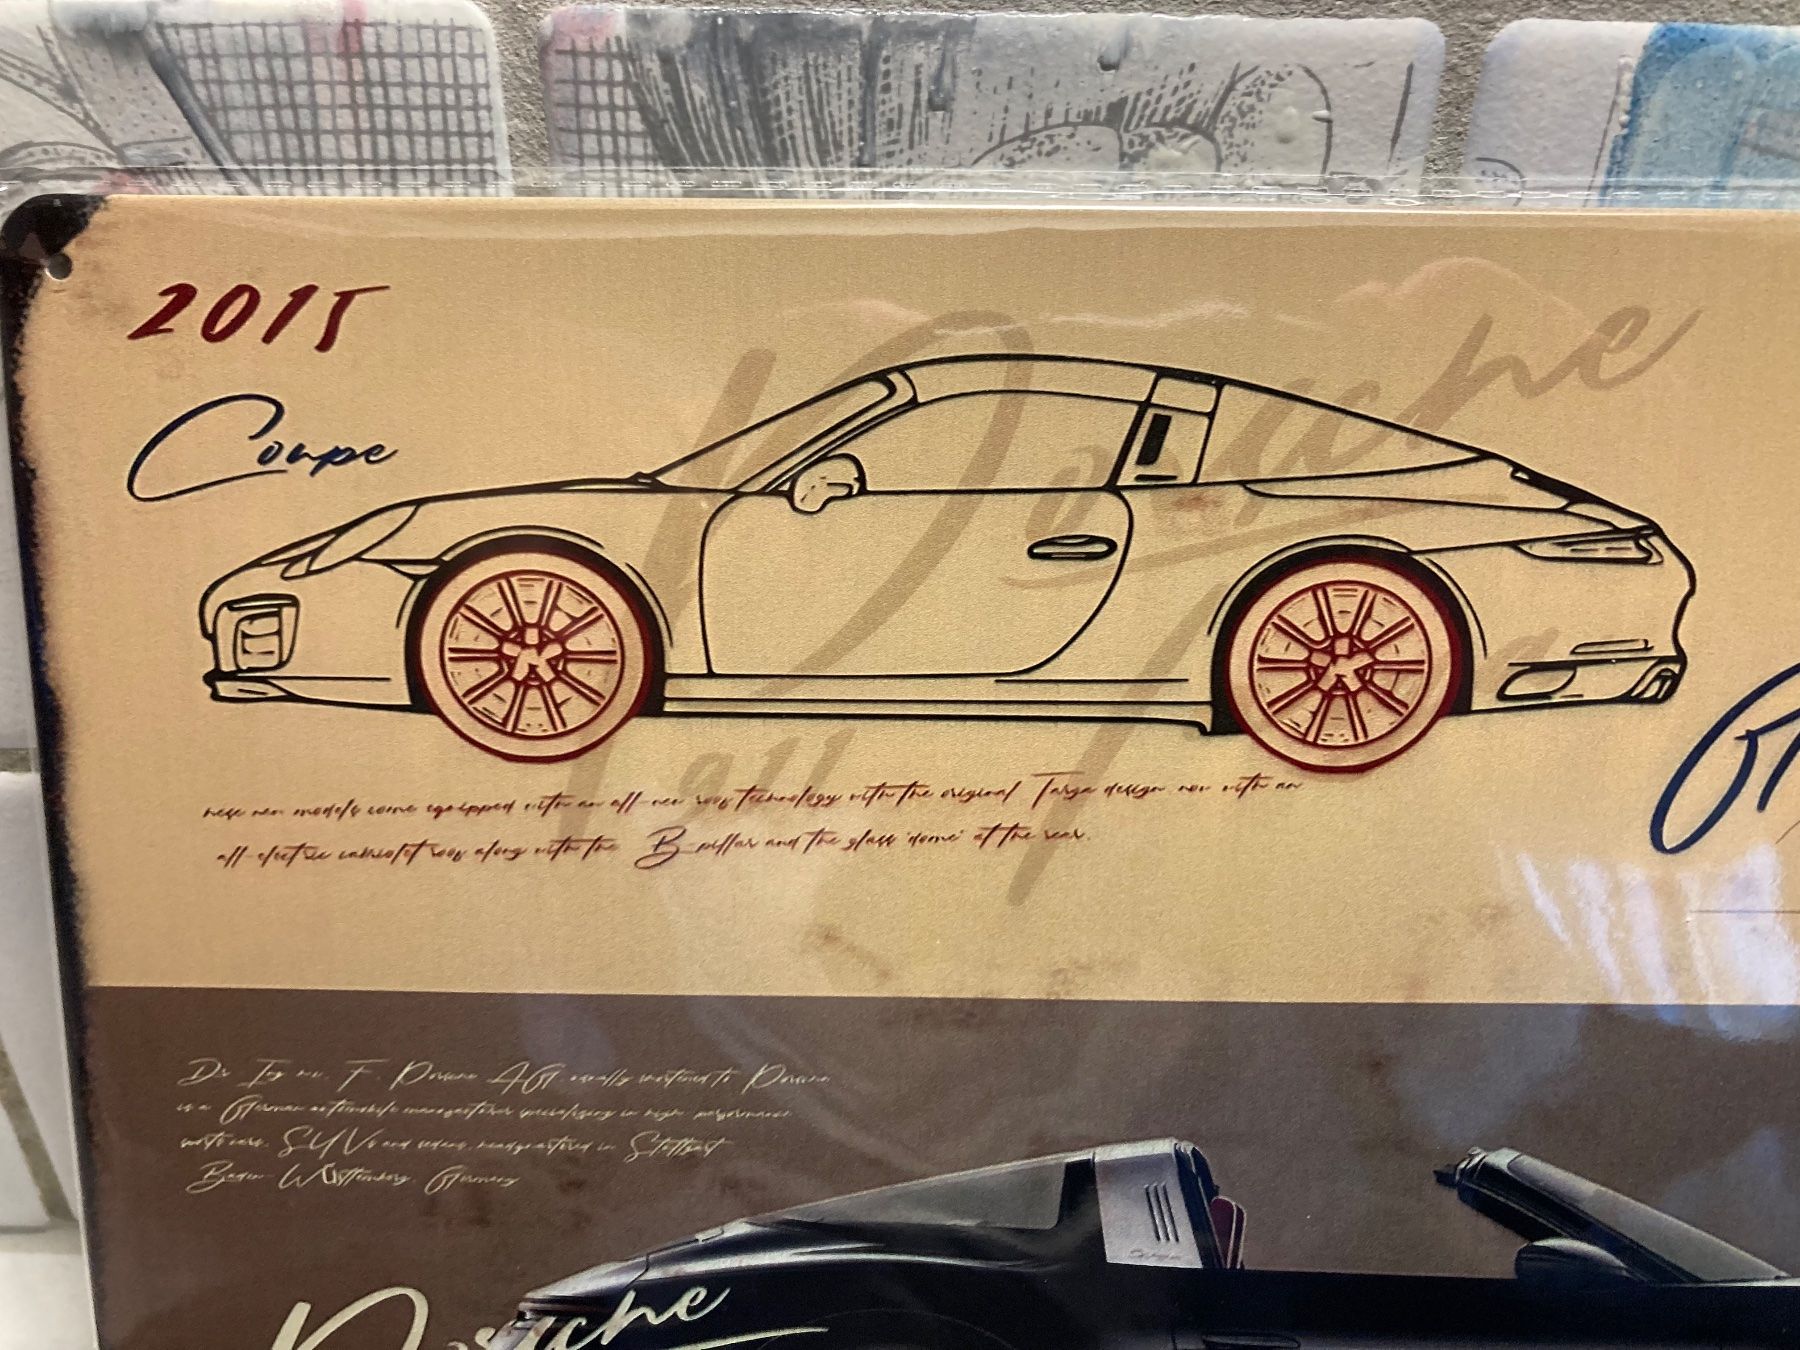 2015
Coupe
Porsche
hese new models come equipped with an all-new roof technology with the original Targa design now with an
all-electric cabriolet roof along with the B-pillar and the glass 'dome' at the rear.
Dr. Ing. h.c. F. Porsche AG, usually shortened to Porsche
is a German automobile manufacturer specializing in high-performance
sports cars, SUVs and sedans, headquartered in Stuttgart
Baden-Württemberg, Germany
Porsche